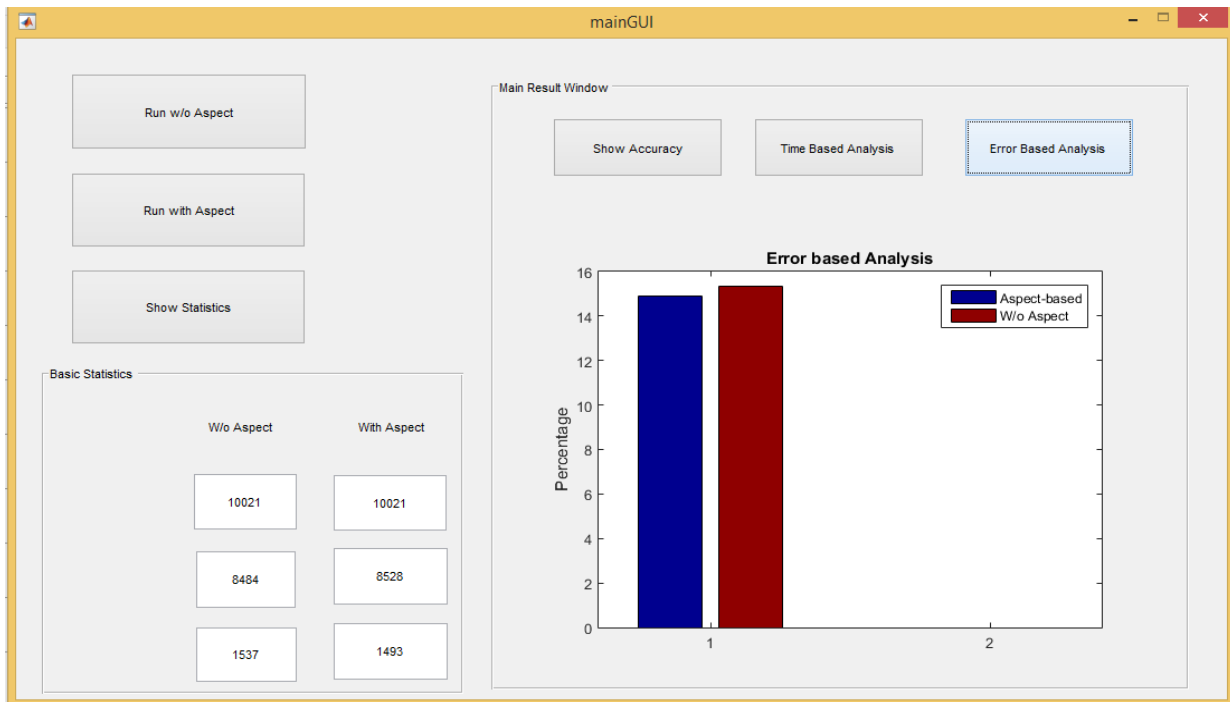 mainGUI
Run w/o Aspect
Run with Aspect
Show Statistics
Basic Statistics
W/o Aspect With Aspect
10021 10021
8484 8528
1537 1493
Main Result Window
Show Accuracy Time Based Analysis Error Based Analysis
Error based Analysis
Aspect-based
W/o Aspect
Percentage
16
14
12
10
8
6
4
2
0
1 2